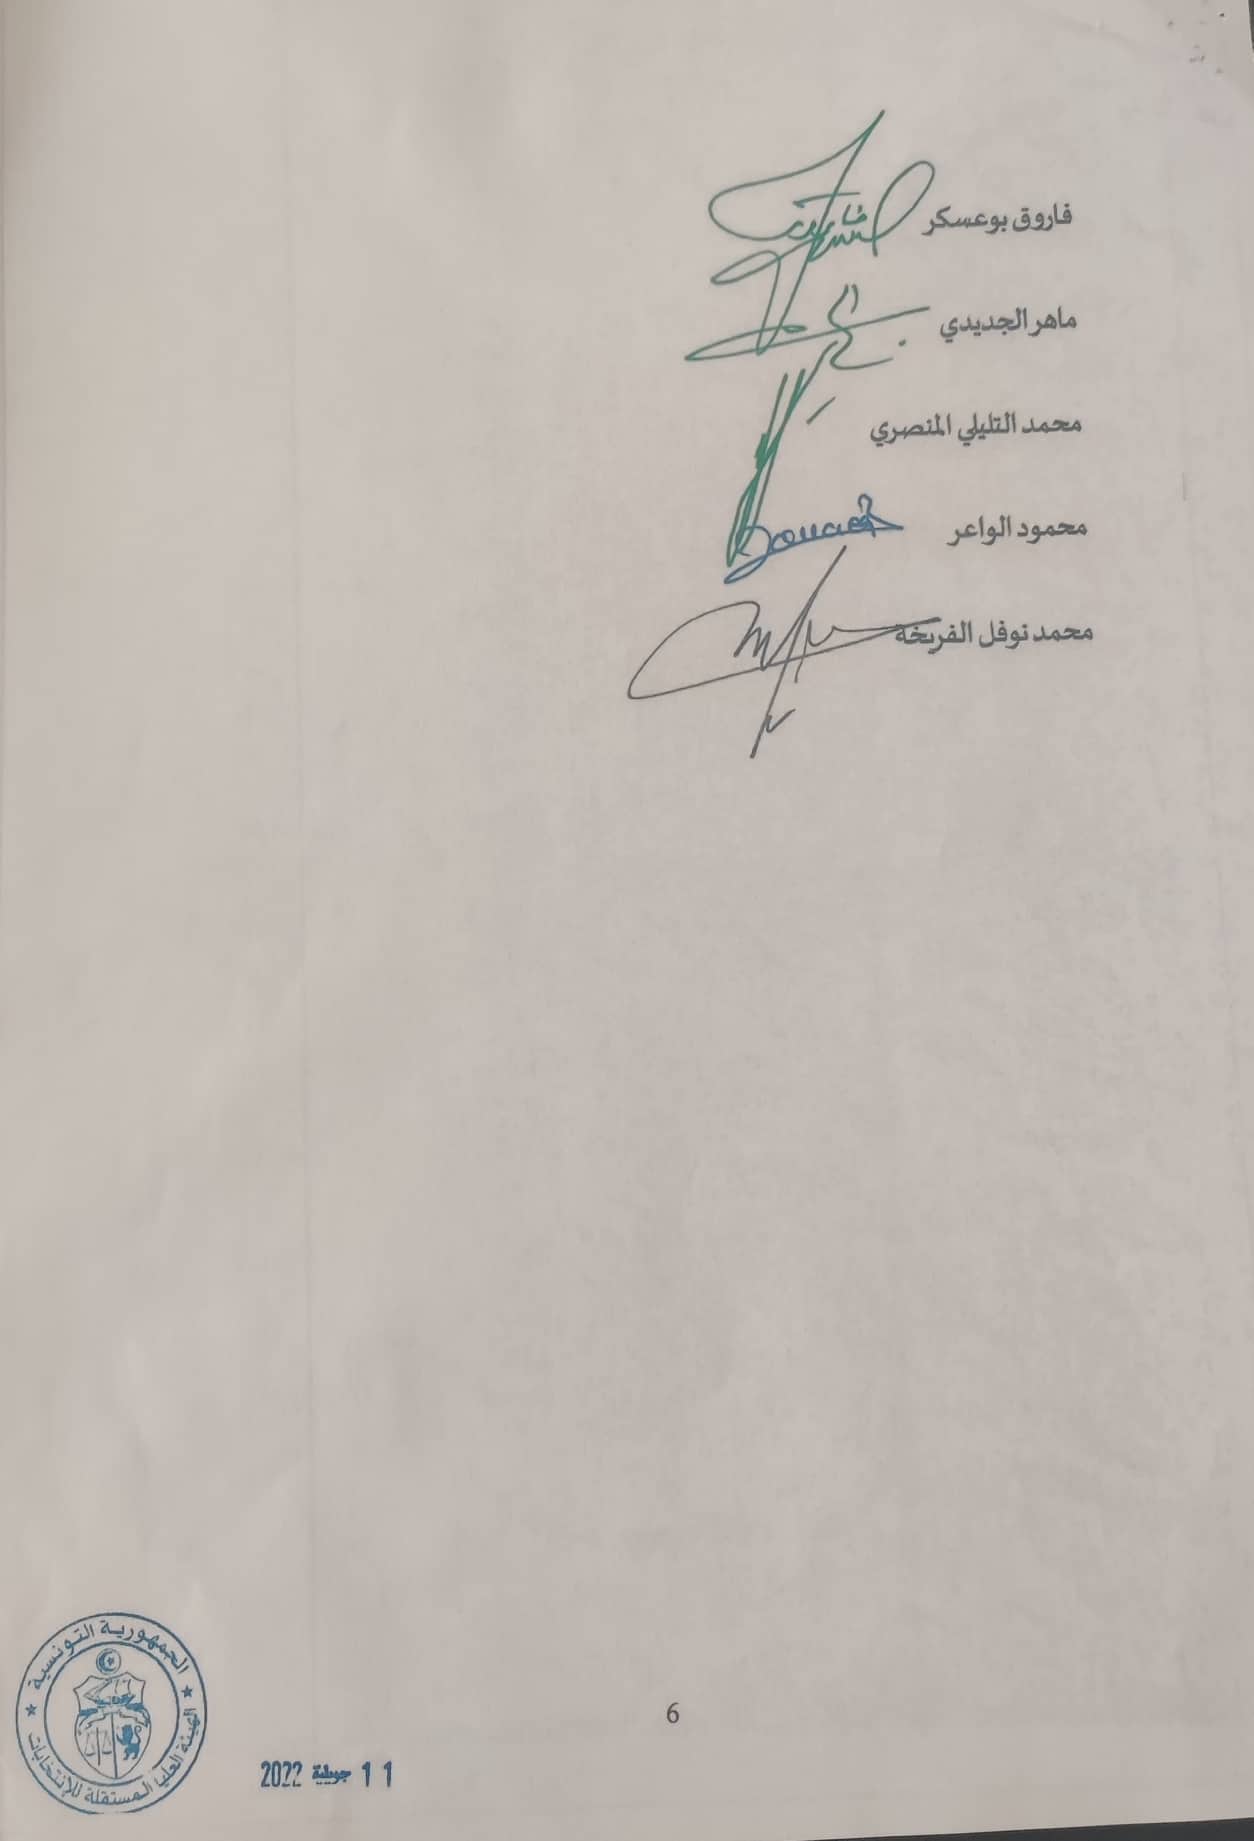 فاروق بوعسكر
ماهر الجديدي
محمد التليلي المنصري
محمود الواعر
محمد نوفل الفريخة
6
الجمهورية التونسية
الهيئة العليا المستقلة للإنتخابات
11 جويلية 2022